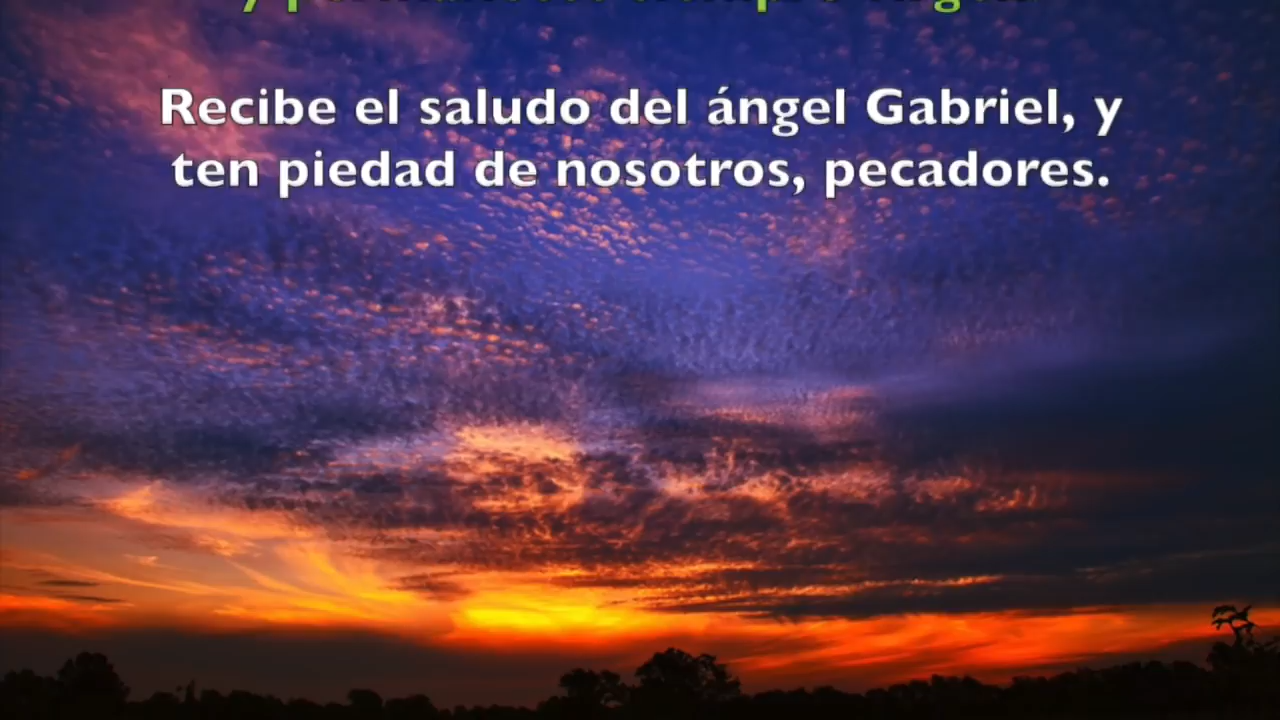 Recibe el saludo del ángel Gabriel, y
ten piedad de nosotros, pecadores.